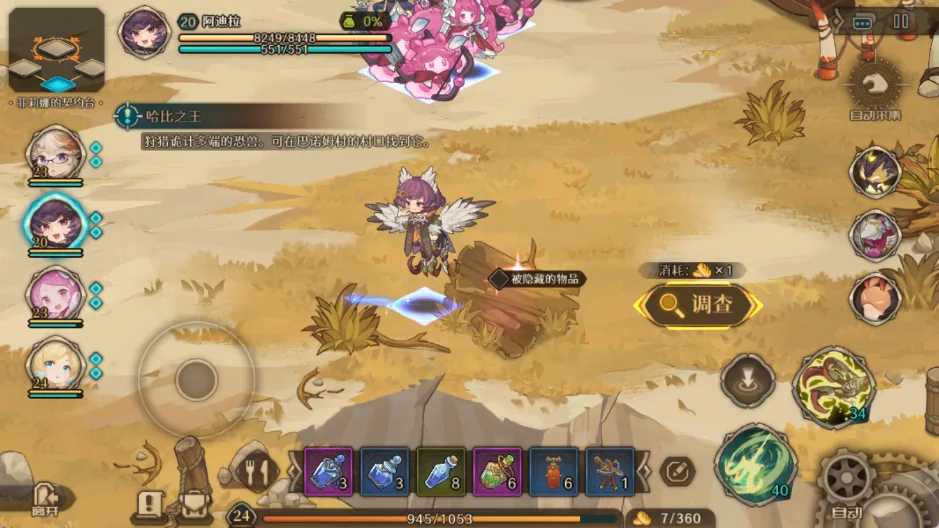 20 阿迪拉
0%
8249/8448
551/551
菲莉娜的契约台
哈比之王
狩猎诡计多端的恐兽。可在巴诺姆村的村口找到它。
自动采集
23
20
23
24
被隐藏的物品
消耗: ×1
调查
34
40
3
3
8
6
6
1
离开
24
945/1053
7/360
自动